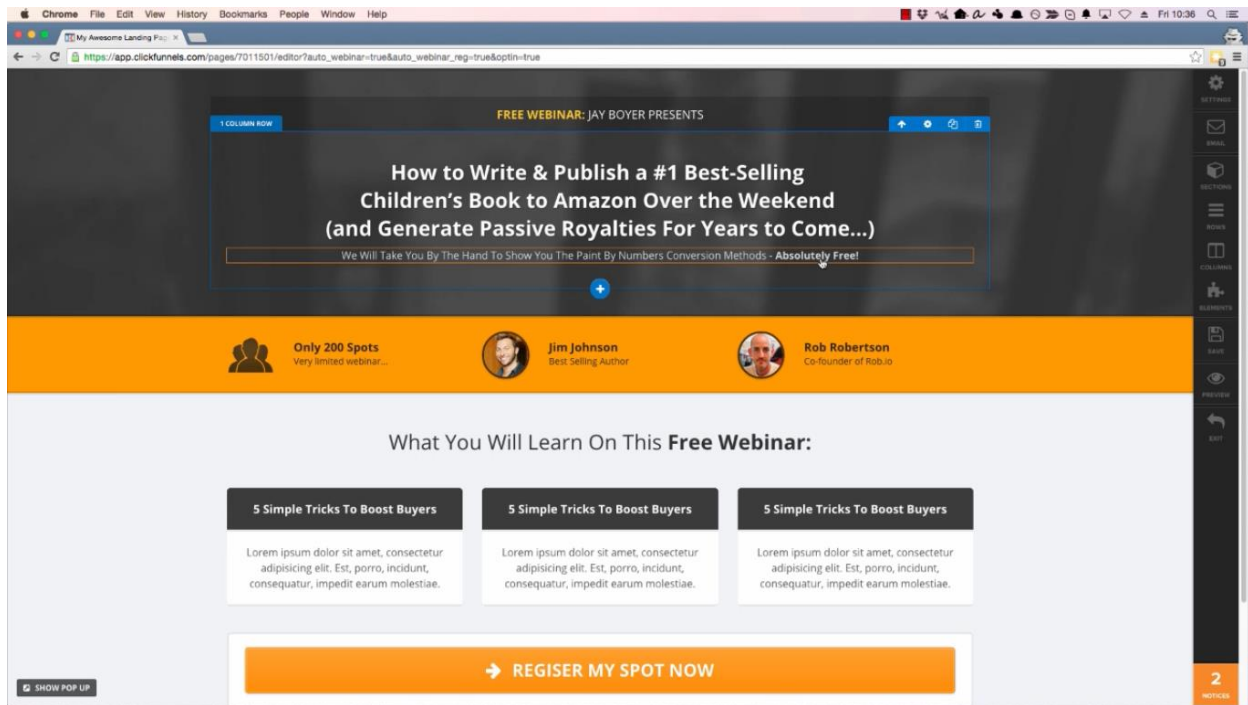 Chrome File Edit View History Bookmarks People Window Help Fri 10:36
My Awesome Landing Pag
https://app.clickfunnels.com/pages/7011501/editor?auto_webinar=true&auto_webinar_reg=true&optin=true
FREE WEBINAR: JAY BOYER PRESENTS
1 COLUMN ROW
How to Write & Publish a #1 Best-Selling
Children’s Book to Amazon Over the Weekend
(and Generate Passive Royalties For Years to Come...)
We Will Take You By The Hand To Show You The Paint By Numbers Conversion Methods - Absolutely Free!
Only 200 Spots
Very limited webinar...
Jim Johnson
Best Selling Author
Rob Robertson
Co-founder of Rob.io
What You Will Learn On This Free Webinar:
5 Simple Tricks To Boost Buyers
Lorem ipsum dolor sit amet, consectetur
adipisicing elit. Est, porro, incidunt,
consequatur, impedit earum molestiae.
5 Simple Tricks To Boost Buyers
Lorem ipsum dolor sit amet, consectetur
adipisicing elit. Est, porro, incidunt,
consequatur, impedit earum molestiae.
5 Simple Tricks To Boost Buyers
Lorem ipsum dolor sit amet, consectetur
adipisicing elit. Est, porro, incidunt,
consequatur, impedit earum molestiae.
REGISER MY SPOT NOW
SHOW POP UP
SETTINGS
EMAIL
SECTIONS
ROWS
COLUMNS
ELEMENTS
SAVE
PREVIEW
EXIT
2
NOTICES